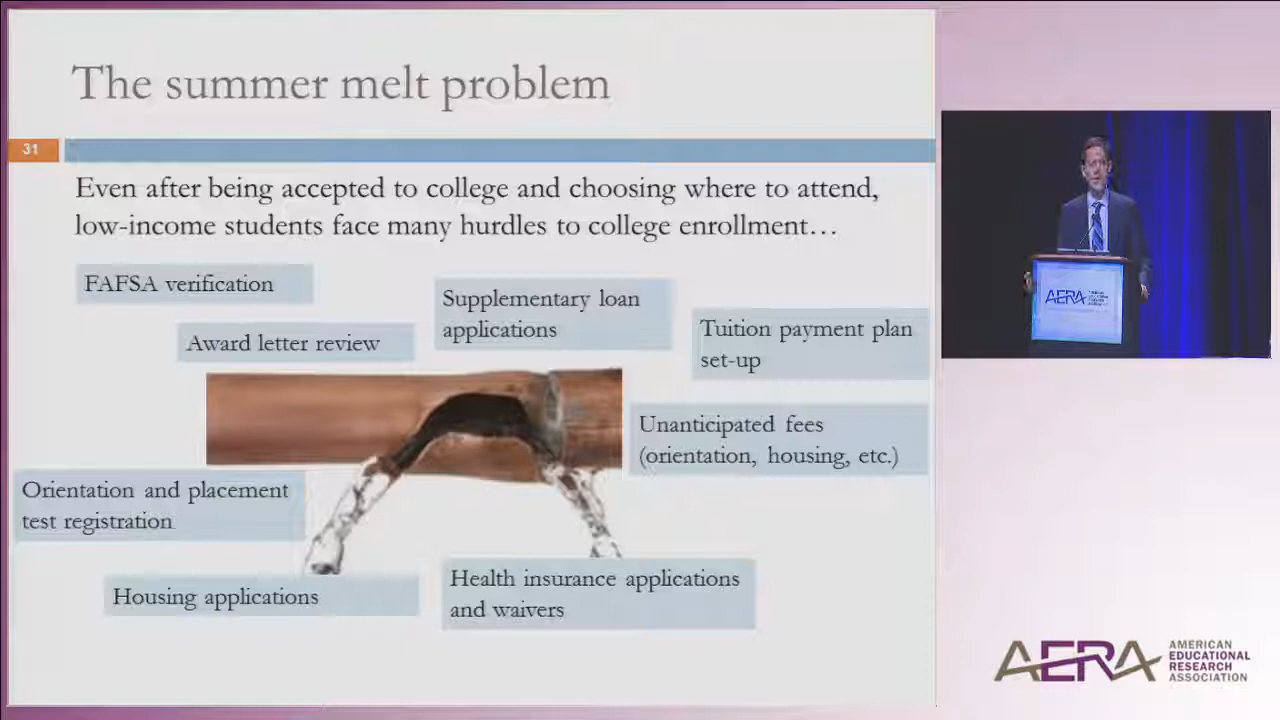 The summer melt problem
31
Even after being accepted to college and choosing where to attend,
low-income students face many hurdles to college enrollment…
FAFSA verification
Supplementary loan
applications
Tuition payment plan
set-up
Award letter review
Unanticipated fees
(orientation, housing, etc.)
Orientation and placement
test registration
Housing applications
Health insurance applications
and waivers
AERA
AERA
AMERICAN
EDUCATIONAL
RESEARCH
ASSOCIATION